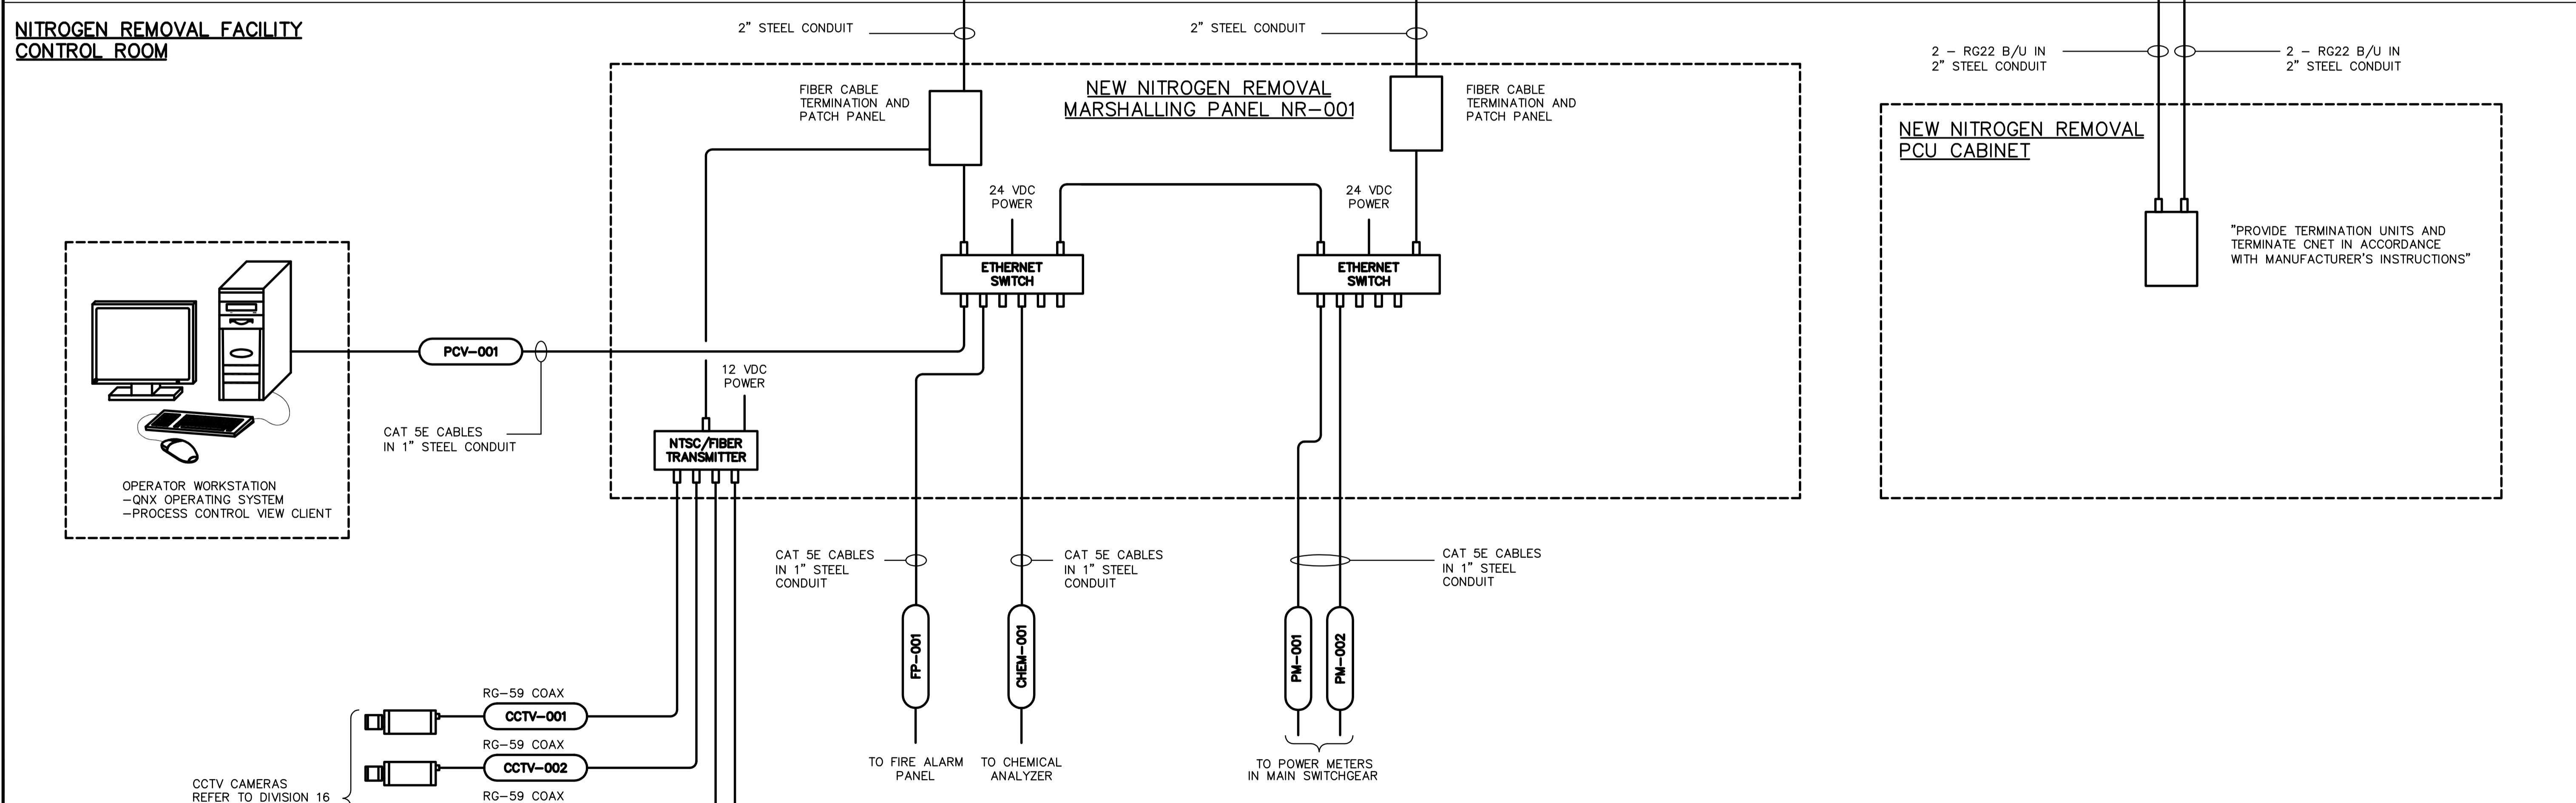 NITROGEN REMOVAL FACILITY
CONTROL ROOM
2" STEEL CONDUIT
2" STEEL CONDUIT
2 - RG22 B/U IN
2" STEEL CONDUIT
2 - RG22 B/U IN
2" STEEL CONDUIT
FIBER CABLE
TERMINATION AND
PATCH PANEL
NEW NITROGEN REMOVAL
MARSHALLING PANEL NR-001
FIBER CABLE
TERMINATION AND
PATCH PANEL
NEW NITROGEN REMOVAL
PCU CABINET
24 VDC
POWER
24 VDC
POWER
"PROVIDE TERMINATION UNITS AND
TERMINATE CNET IN ACCORDANCE
WITH MANUFACTURER'S INSTRUCTIONS"
ETHERNET
SWITCH
ETHERNET
SWITCH
PCV-001
12 VDC
POWER
CAT 5E CABLES
IN 1" STEEL CONDUIT
NTSC/FIBER
TRANSMITTER
OPERATOR WORKSTATION
-QNX OPERATING SYSTEM
-PROCESS CONTROL VIEW CLIENT
CAT 5E CABLES
IN 1" STEEL
CONDUIT
CAT 5E CABLES
IN 1" STEEL
CONDUIT
CAT 5E CABLES
IN 1" STEEL
CONDUIT
FP-001
CHEM-001
PM-001
PM-002
RG-59 COAX
CCTV-001
RG-59 COAX
CCTV-002
RG-59 COAX
TO FIRE ALARM
PANEL
TO CHEMICAL
ANALYZER
TO POWER METERS
IN MAIN SWITCHGEAR
CCTV CAMERAS
REFER TO DIVISION 16